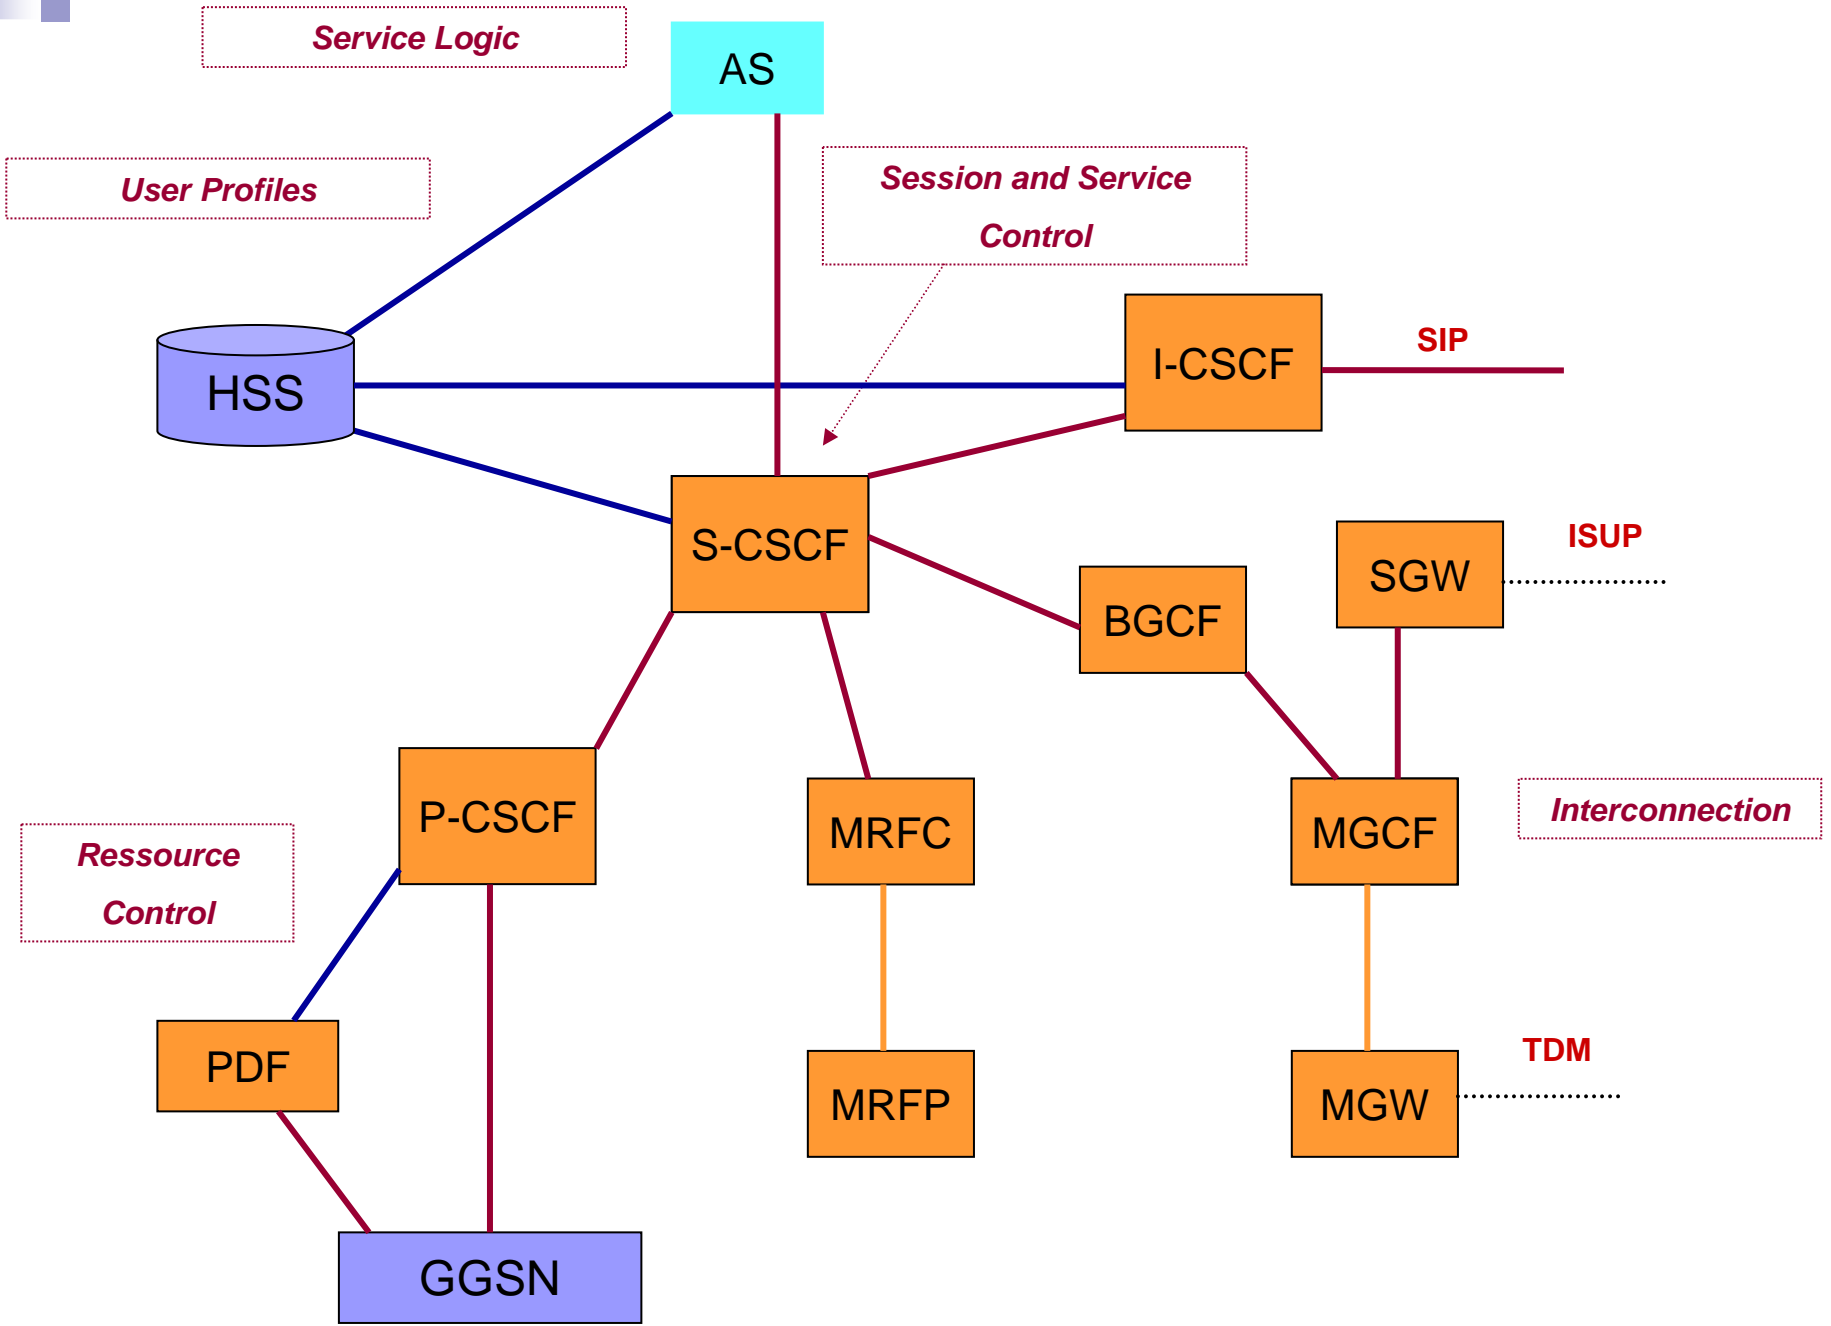 Service Logic
AS
User Profiles
Session and Service
Control
HSS
I-CSCF
SIP
S-CSCF
ISUP
SGW
BGCF
P-CSCF
MRFC
MGCF
Interconnection
Ressource
Control
PDF
MRFP
MGW
TDM
GGSN